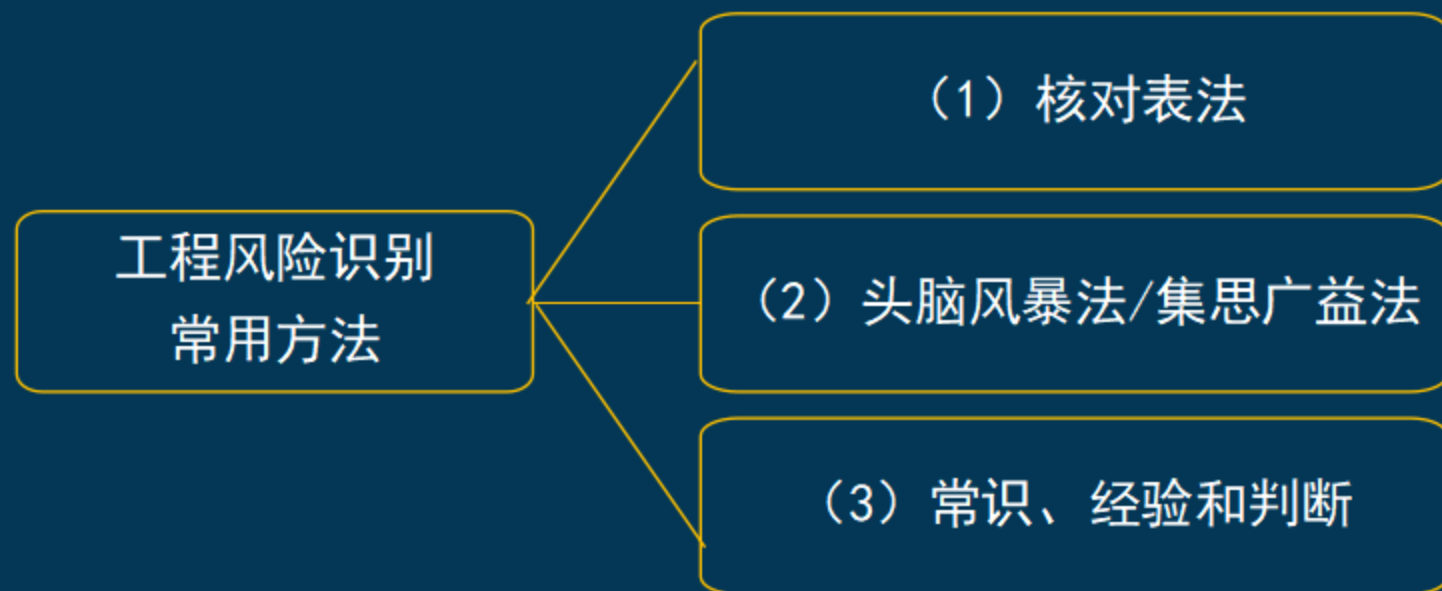 工程风险识别
常用方法
（1）核对表法
（2）头脑风暴法/集思广益法
（3）常识、经验和判断